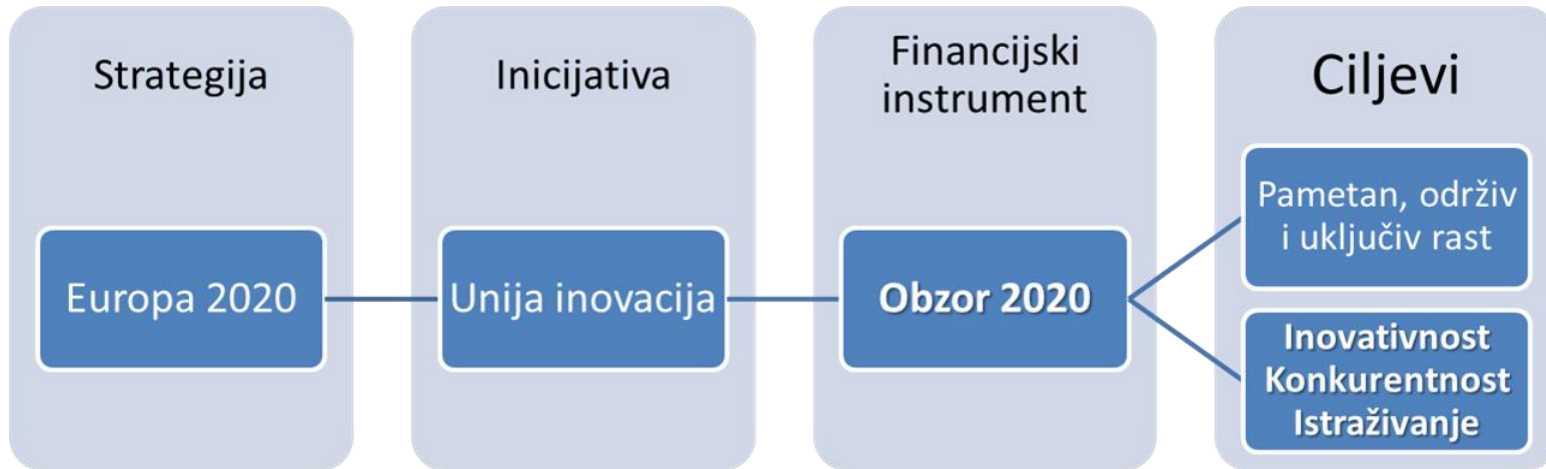 Strategija
Europa 2020
Inicijativa
Unija inovacija
Financijski
instrument
Obzor 2020
Ciljevi
Pametan, održiv
i uključiv rast
Inovativnost
Konkurentnost
Istraživanje